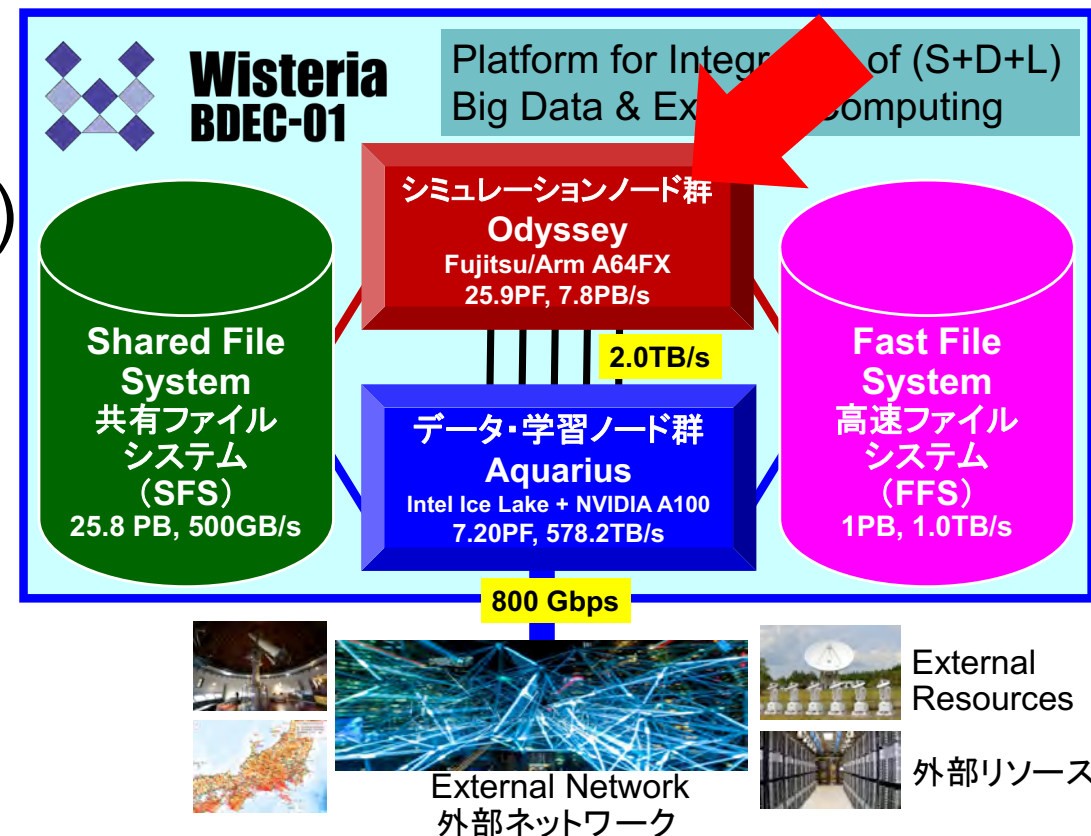 Wisteria
BDEC-01
Platform for Integr of (S+D+L)
Big Data & Ex omputing
)
シミュレーションノード群
Odyssey
Fujitsu/Arm A64FX
25.9PF, 7.8PB/s
Shared File
System
共有ファイル
システム
（SFS）
25.8 PB, 500GB/s
2.0TB/s
Fast File
System
高速ファイル
システム
（FFS）
1PB, 1.0TB/s
データ・学習ノード群
Aquarius
Intel Ice Lake + NVIDIA A100
7.20PF, 578.2TB/s
800 Gbps
External
Resources
外部リソース
External Network
外部ネットワーク